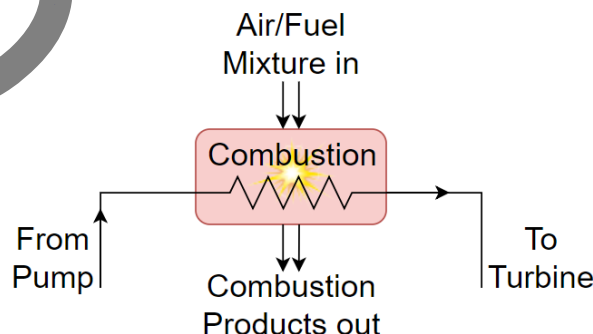 Air/Fuel
Mixture in
Combustion
From
Pump
To
Turbine
Combustion
Products out